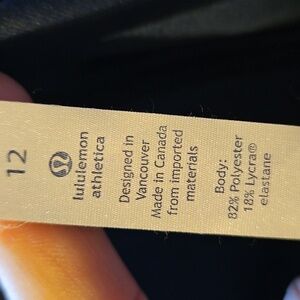 12
lululemon
athletica
Designed in
Vancouver
Made in Canada
from imported
materials
Body:
82% Polyester
18% Lycra®
elastane